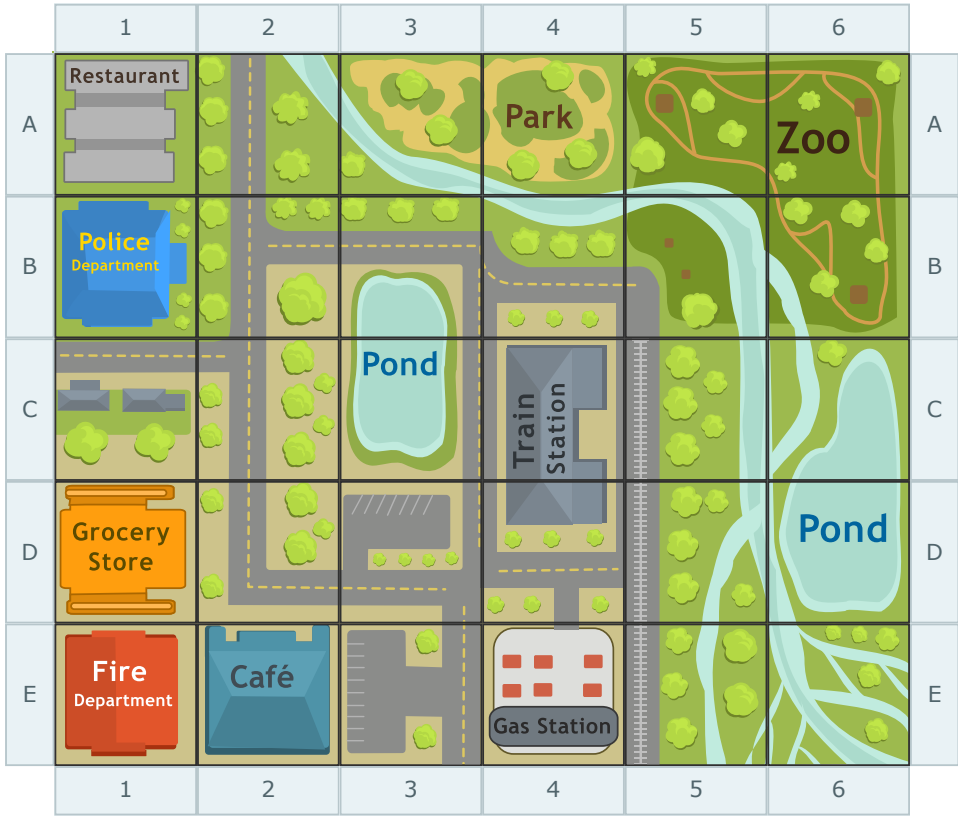 1 2 3 4 5 6
A Restaurant Park Zoo A
B Police
Department B
C Pond Train
Station C
D Grocery
Store Pond D
E Fire
Department Café Gas Station E
1 2 3 4 5 6